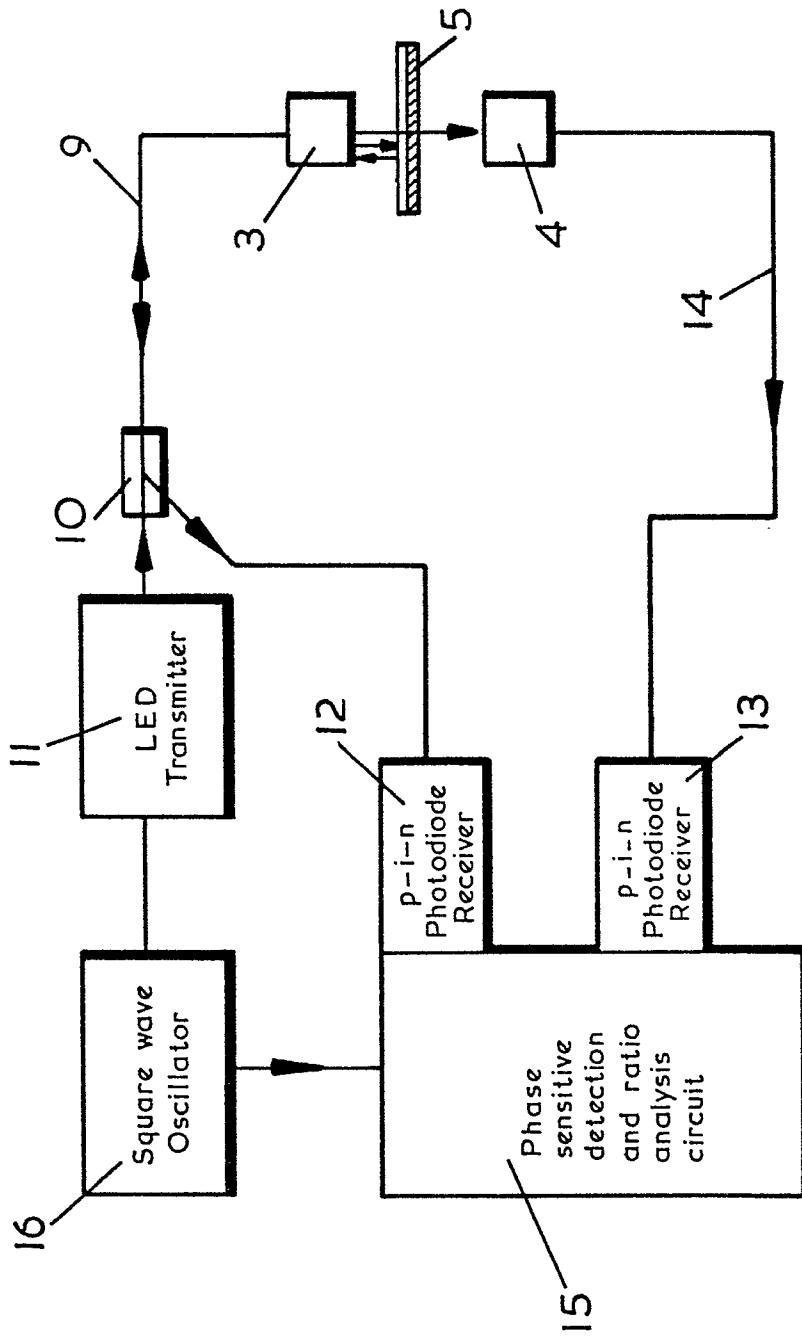 16
Square wave
Oscillator
11
LED
Transmitter
10
9
3
5
4
14
12
p-i-n
Photodiode
Receiver
13
p-i-n
Photodiode
Receiver
15
Phase
sensitive
detection
and ratio
analysis
circuit